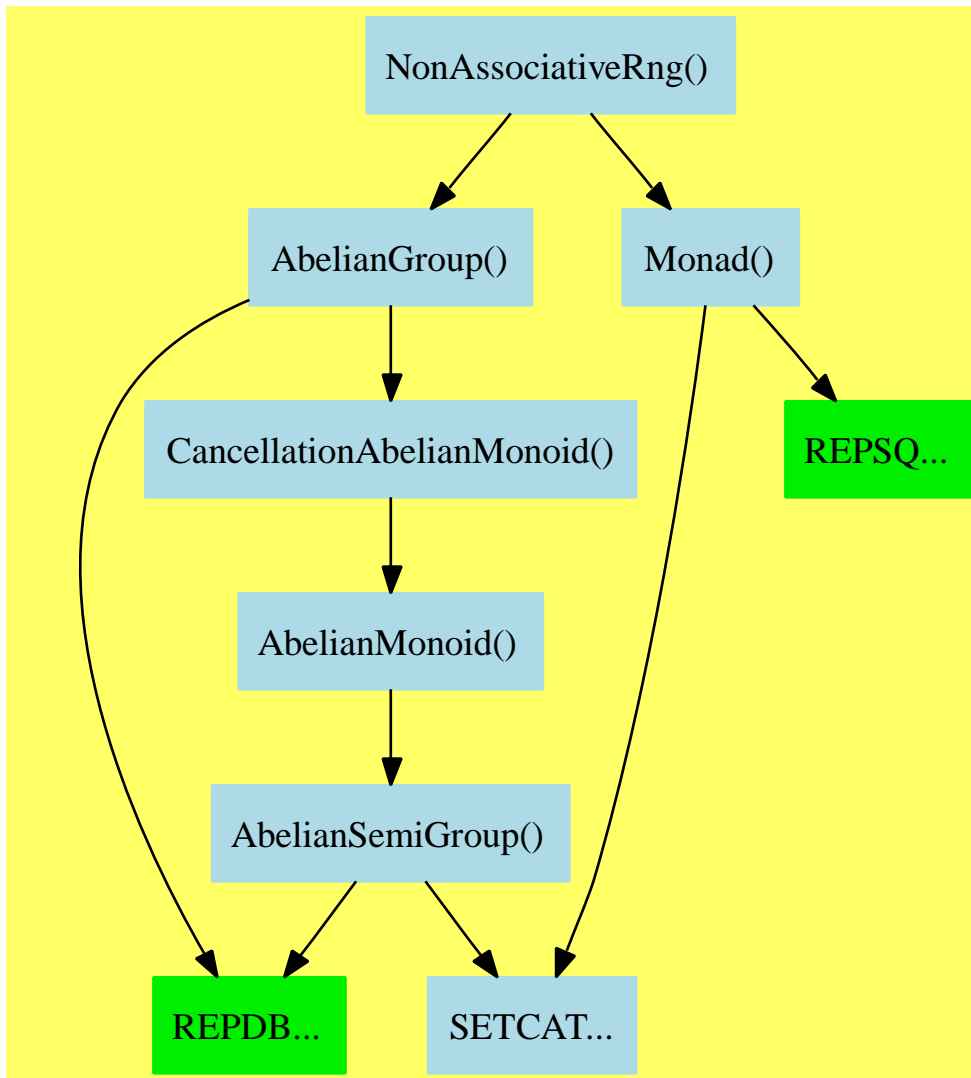 NonAssociativeRng()
AbelianGroup()
Monad()
CancellationAbelianMonoid()
REPSQ...
AbelianMonoid()
AbelianSemiGroup()
REPDB...
SETCAT...